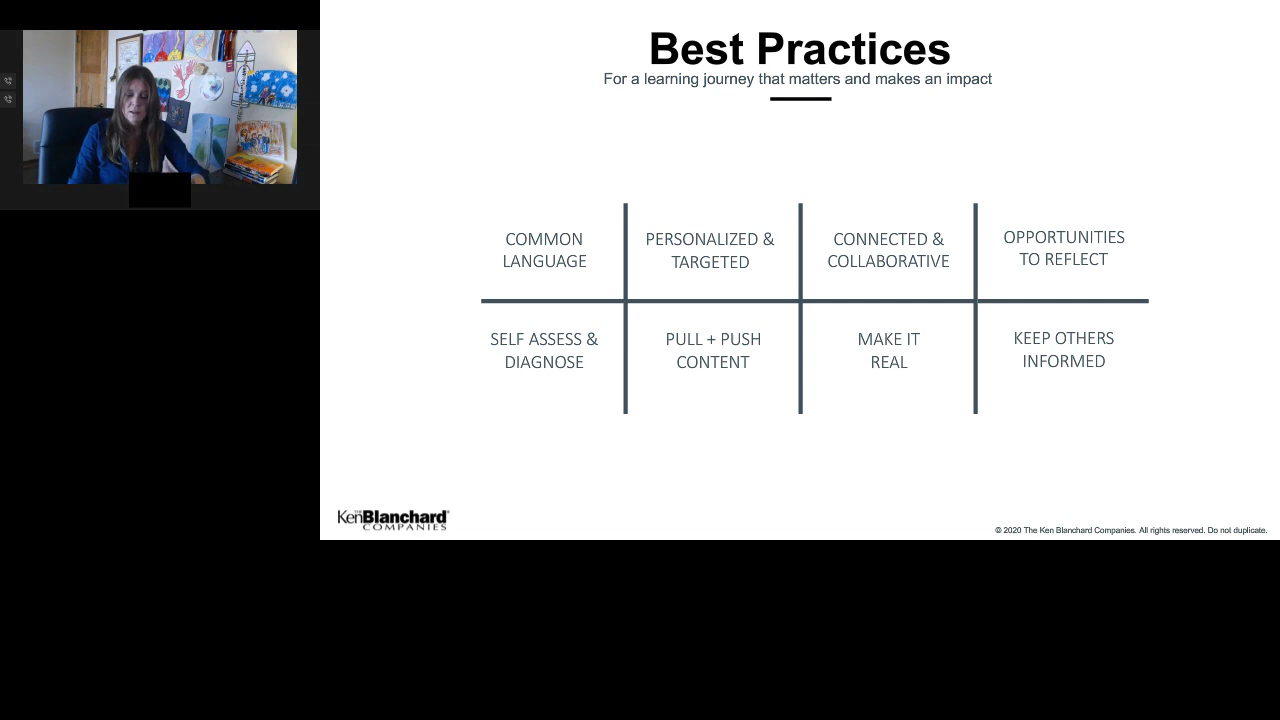 Best Practices
For a learning journey that matters and makes an impact
COMMON
LANGUAGE
PERSONALIZED &
TARGETED
CONNECTED &
COLLABORATIVE
OPPORTUNITIES
TO REFLECT
SELF ASSESS &
DIAGNOSE
PULL + PUSH
CONTENT
MAKE IT
REAL
KEEP OTHERS
INFORMED
THE
KenBlanchard®
COMPANIES
© 2020 The Ken Blanchard Companies. All rights reserved. Do not duplicate.